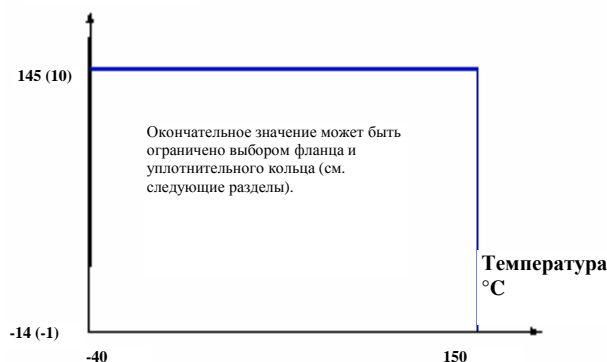 145 (10)
Окончательное значение может быть
ограничено выбором фланца и
уплотнительного кольца (см.
следующие разделы).
Температура
°C
-14 (-1)
-40
150